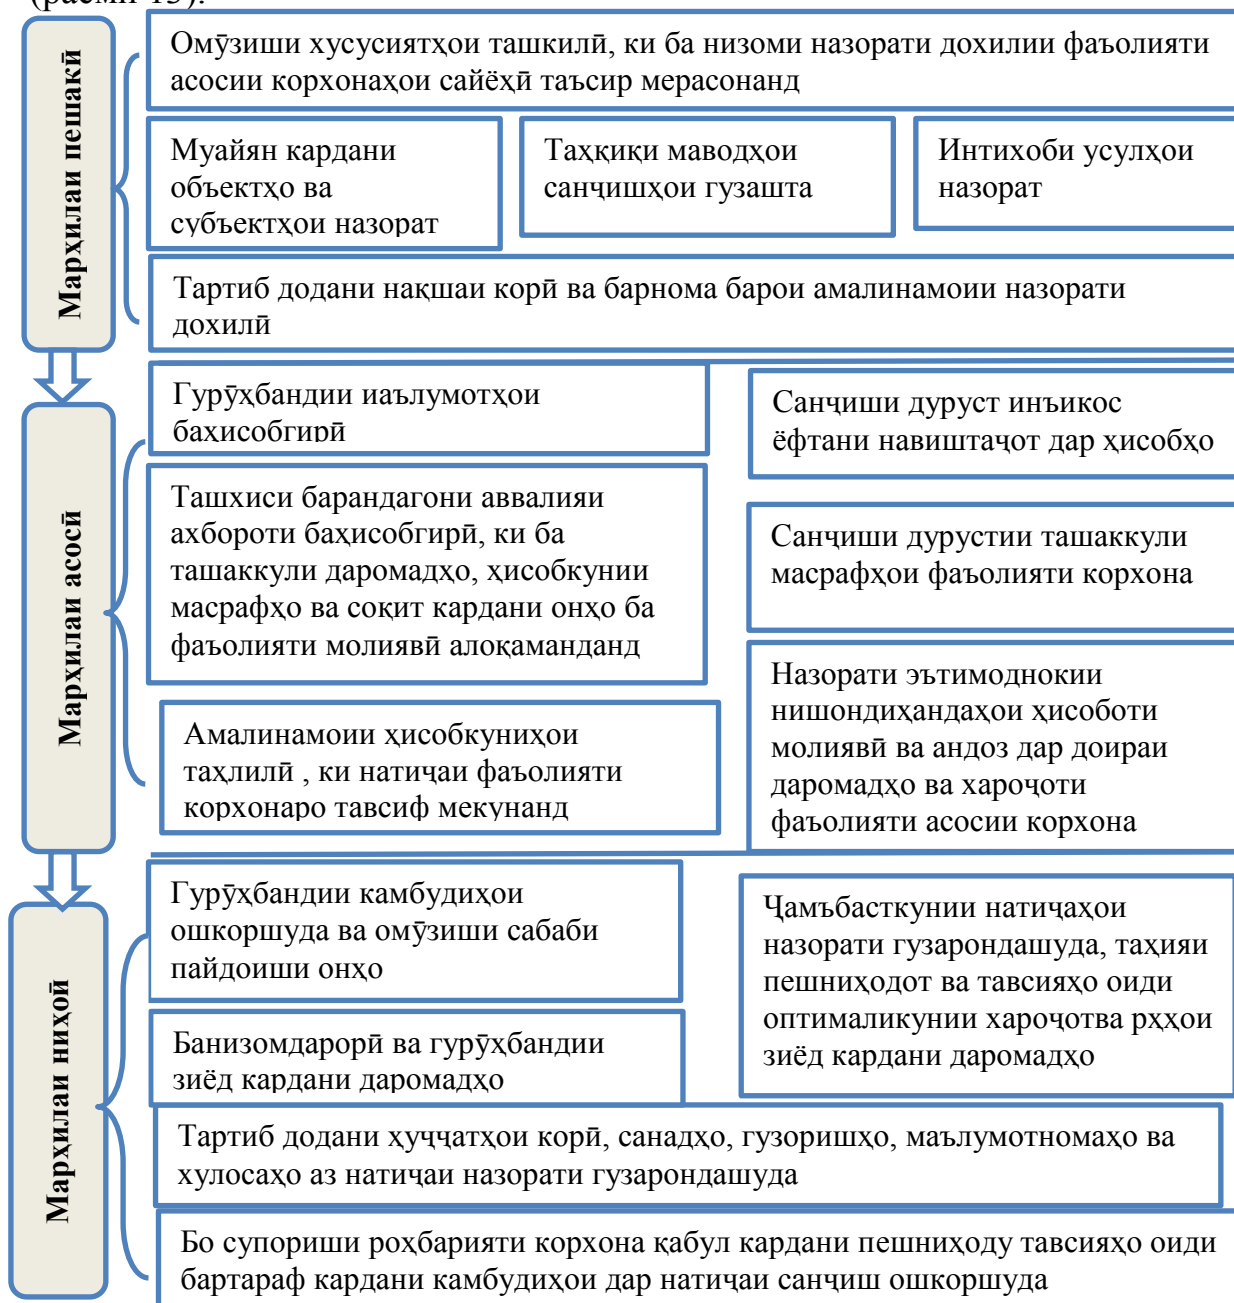 (расми 13).
Марҳилаи пешакӣ
Омӯзиши хусусиятҳои ташкилӣ, ки ба низоми назорати дохилии фаъолияти
асосии корхонаҳои сайёҳӣ таъсир мерасонанд
Муайян кардани
объектҳо ва
субъектҳои назорат
Таҳқиқи маводҳои
санҷишҳои гузашта
Интихоби усулҳои
назорат
Тартиб додани нақшаи корӣ ва барнома барои амалинамоии назорати
дохилӣ
Марҳилаи асосӣ
Гурӯҳбандии иаълумотҳои
баҳисобгирӣ
Ташхиси барандагони аввалияи
ахбороти баҳисобгирӣ, ки ба
ташаккули даромадҳо, ҳисобкунии
масрафҳо ва соқит кардани онҳо ба
фаъолияти молиявӣ алоқаманданд
Амалинамоии ҳисобкуниҳои
таҳлилӣ , ки натиҷаи фаъолияти
корхонаро тавсиф мекунанд
Санҷиши дуруст инъикос
ёфтани навиштаҷот дар ҳисобҳо
Санҷиши дурустии ташаккули
масрафҳои фаъолияти корхона
Назорати эътимоднокии
нишондиҳандаҳои ҳисоботи
молиявӣ ва андоз дар доираи
даромадҳо ва хароҷоти
фаъолияти асосии корхона
Марҳилаи ниҳоӣ
Гурӯҳбандии камбудиҳои
ошкоршуда ва омӯзиши сабаби
пайдоиши онҳо
Банизомдарорӣ ва гурӯҳбандии
зиёд кардани даромадҳо
Ҷамъбасткунии натиҷаҳои
назорати гузарондашуда, таҳияи
пешниҳодот ва тавсияҳо оиди
оптималикунии хароҷотва рҳҳои
зиёд кардани даромадҳо
Тартиб додани ҳуҷҷатҳои корӣ, санадҳо, гузоришҳо, маълумотномаҳо ва
хулосаҳо аз натиҷаи назорати гузарондашуда
Бо супориши роҳбарияти корхона қабул кардани пешниҳоду тавсияҳо оиди
бартараф кардани камбудиҳои дар натиҷаи санҷиш ошкоршуда